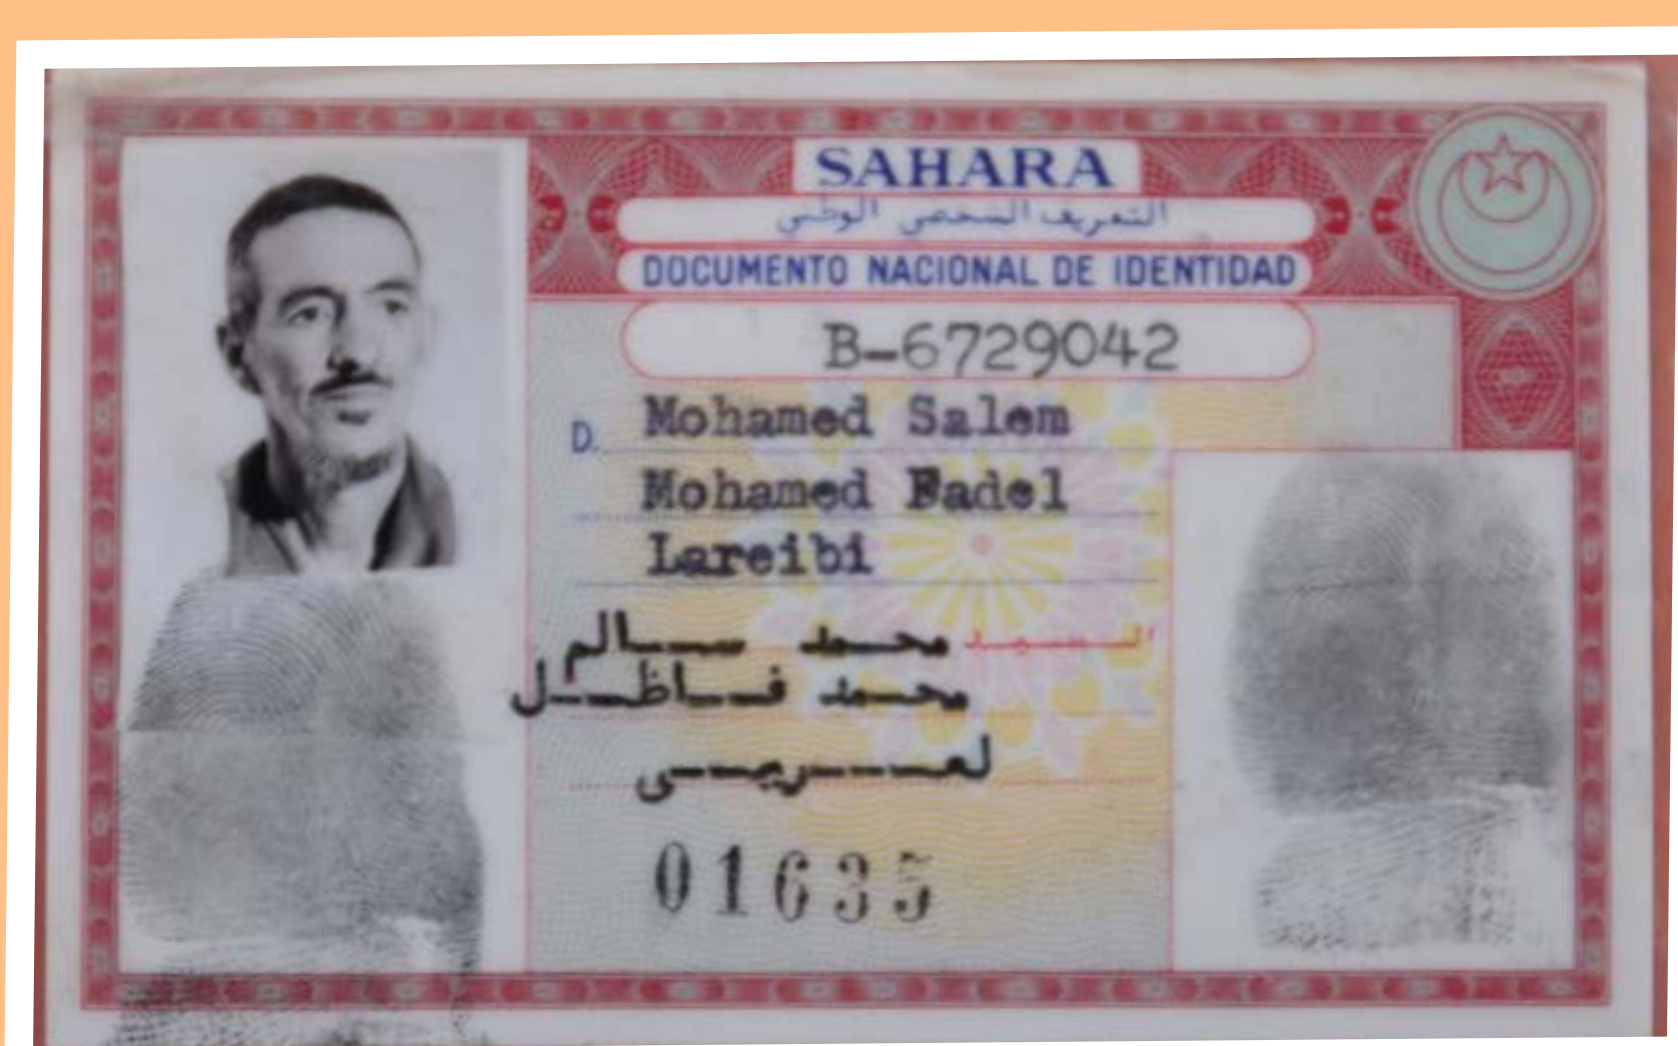 SAHARA
التعريف الشخصي الوطني
DOCUMENTO NACIONAL DE IDENTIDAD
B-6729042
D. Mohamed Salem
Mohamed Fadel
Lareibi
السيد محمد سالم
محمد فاظل
لعريبى
01635